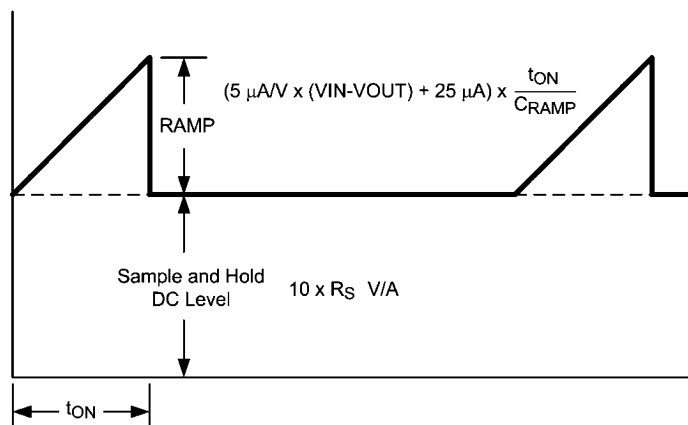 (5 μA/V x (VIN-VOUT) + 25 μA) x tON/CRAMP
RAMP
Sample and Hold
DC Level
10 x RS V/A
tON